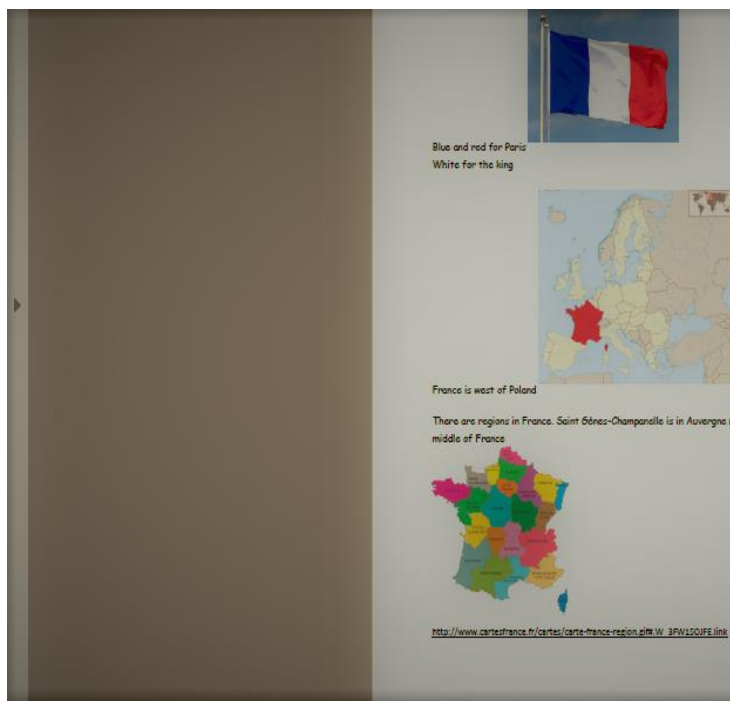 Blue and red for Paris
White for the king
France is west of Poland
There are regions in France. Saint Gènes-Champanelle is in Auvergne
middle of France
http://www.cartesfrance.fr/cartes/carte-france-region.gif#.W_3FW1SOJFE.link